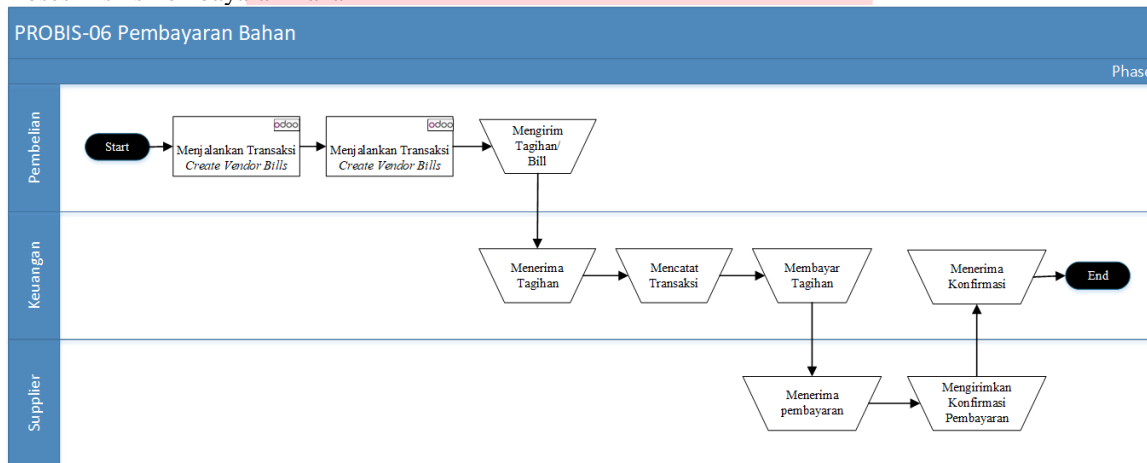 PROBIS-06 Pembayaran Bahan
Phase
Pembelian
Start
odoo
Menjalankan Transaksi
Create Vendor Bills
odoo
Menjalankan Transaksi
Create Vendor Bills
Mengirim
Tagihan/
Bill
Keuangan
Menerima
Tagihan
Mencatat
Transaksi
Membayar
Tagihan
Menerima
Konfirmasi
End
Supplier
Menerima
pembayaran
Mengirimkan
Konfirmasi
Pembayaran